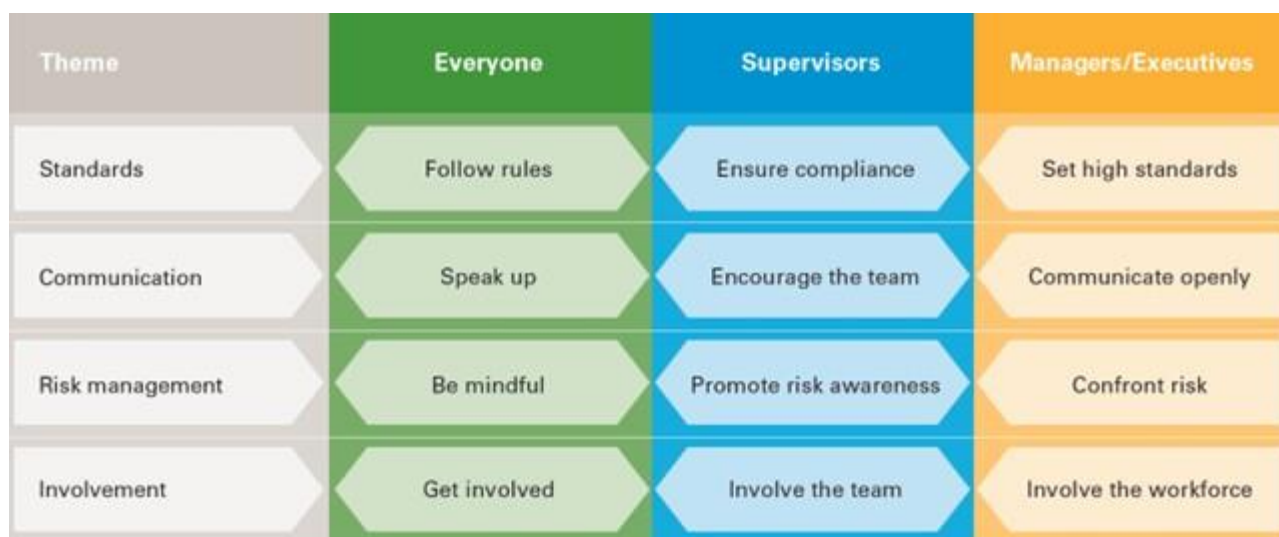 Theme Everyone Supervisors Managers/Executives
Standards Follow rules Ensure compliance Set high standards
Communication Speak up Encourage the team Communicate openly
Risk management Be mindful Promote risk awareness Confront risk
Involvement Get involved Involve the team Involve the workforce